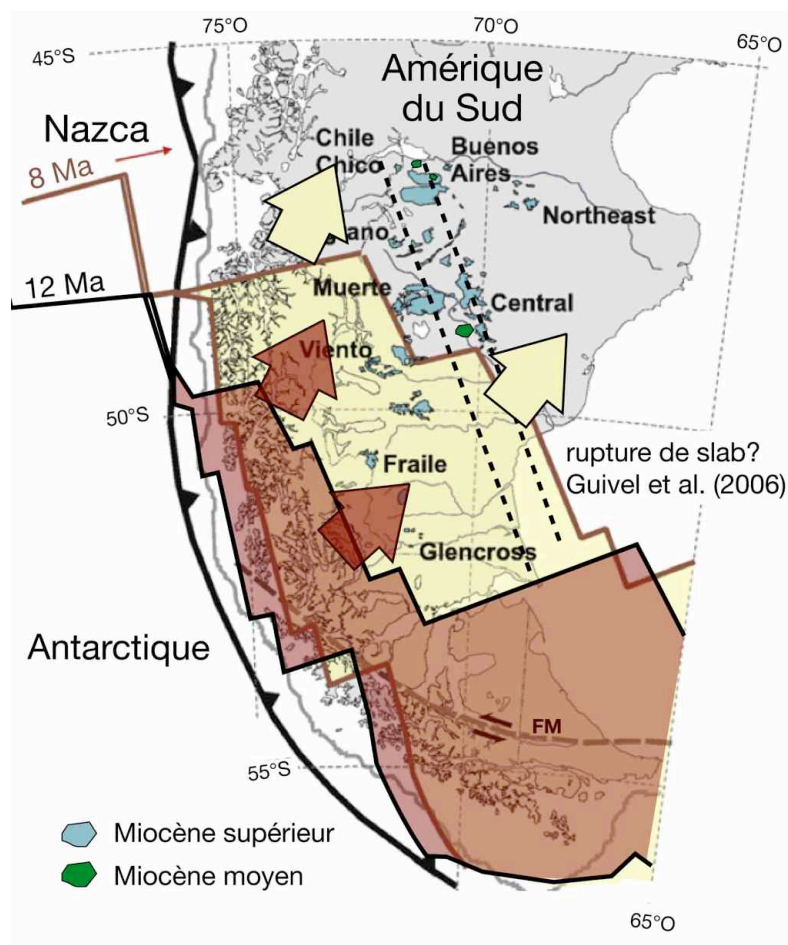 75°O
70°O
65°O
45°S
Amérique
du Sud
Nazca
Chile
Chico
Buenos
Aires
8 Ma
Northeast
ano
12 Ma
Muerte
Central
Viento
50°S
rupture de slab?
Guivel et al. (2006)
Fraile
Glencross
Antarctique
FM
55°S
Miocène supérieur
Miocène moyen
65°O